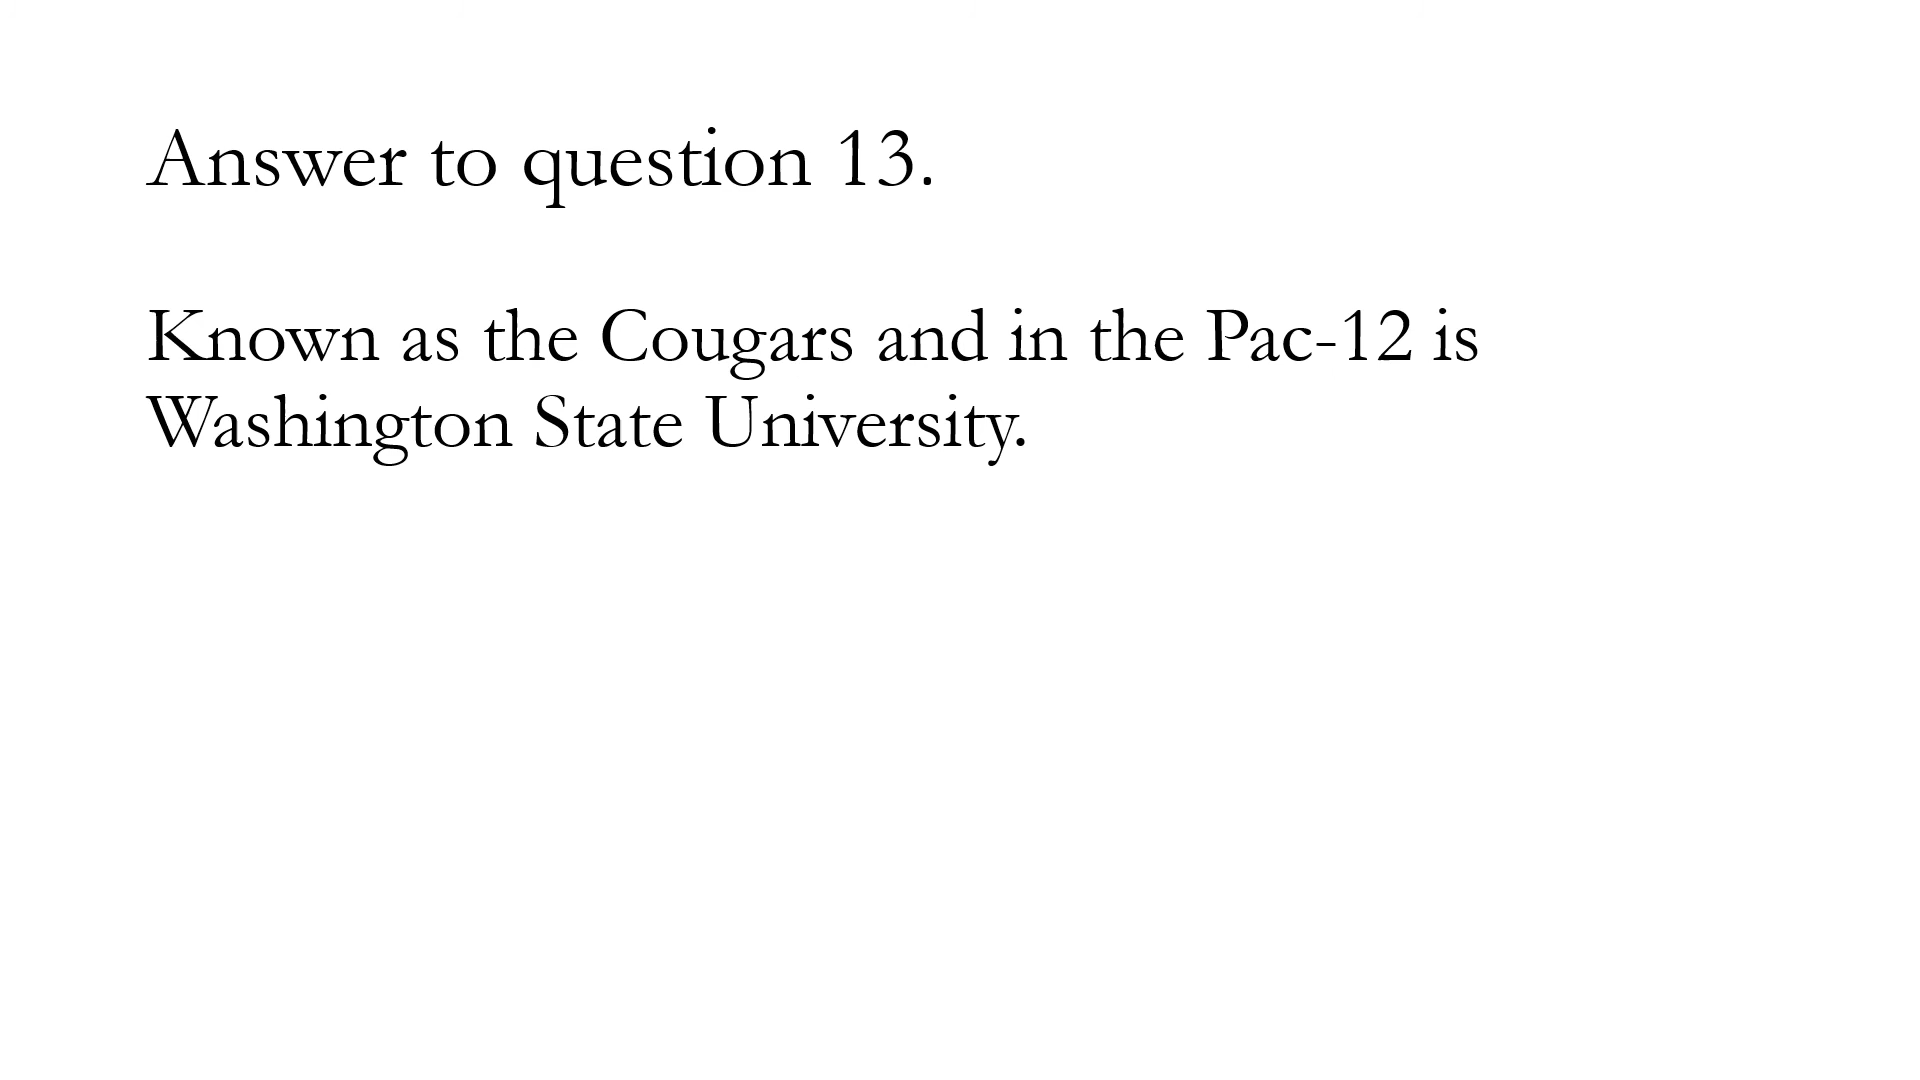 Answer to question 13.
Known as the Cougars and in the Pac-12 is
Washington State University.